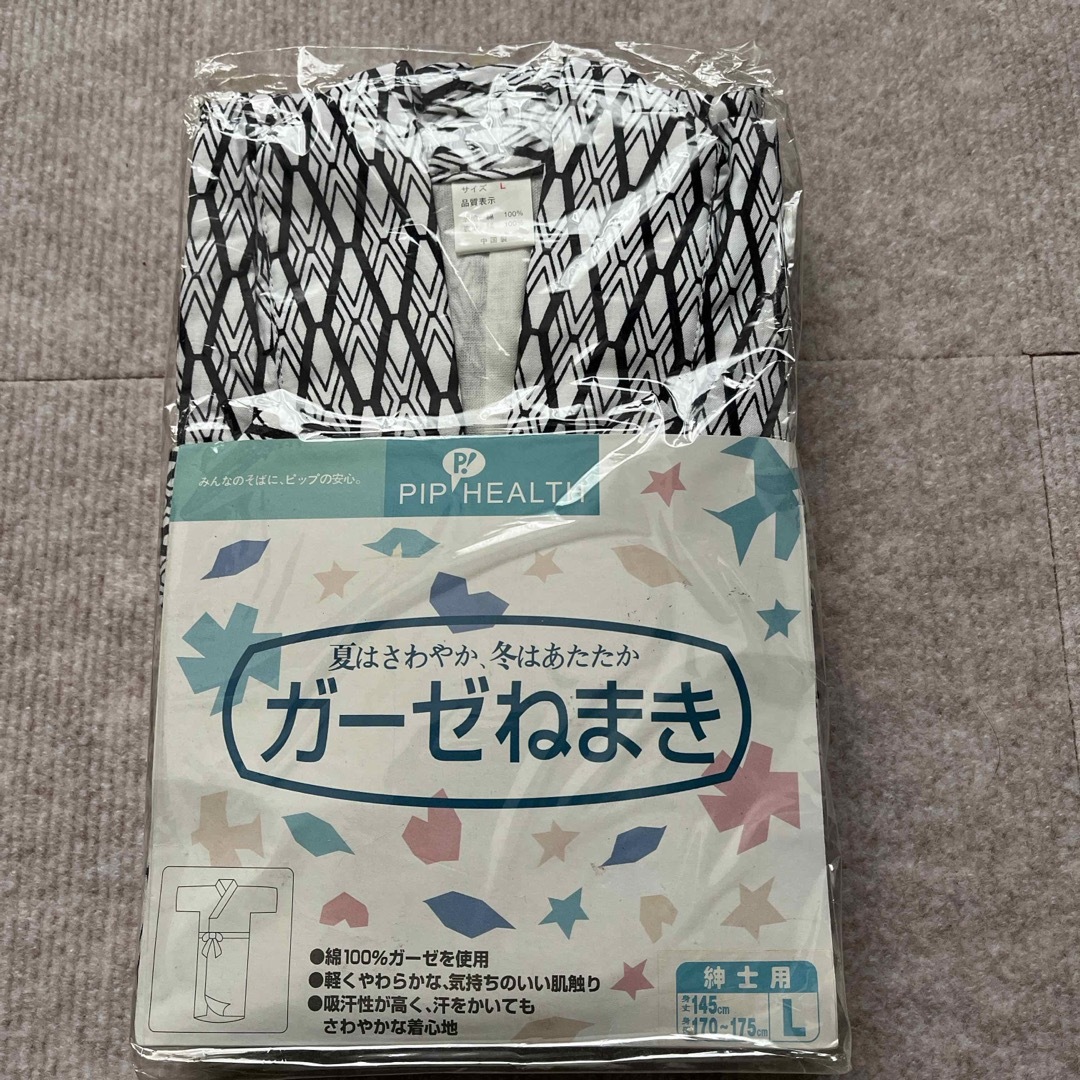 サイズ L
品質表示
綿 100%
みんなのそばに、ピップの安心。
P!
PIP HEALTH
夏はさわやか、冬はあたたか
ガーゼねまき
●綿100%ガーゼを使用
●軽くやわらかな、気持ちのいい肌触り
●吸汗性が高く、汗をかいても
さわやかな着心地
紳士用
身丈 145cm
170~175cm
L